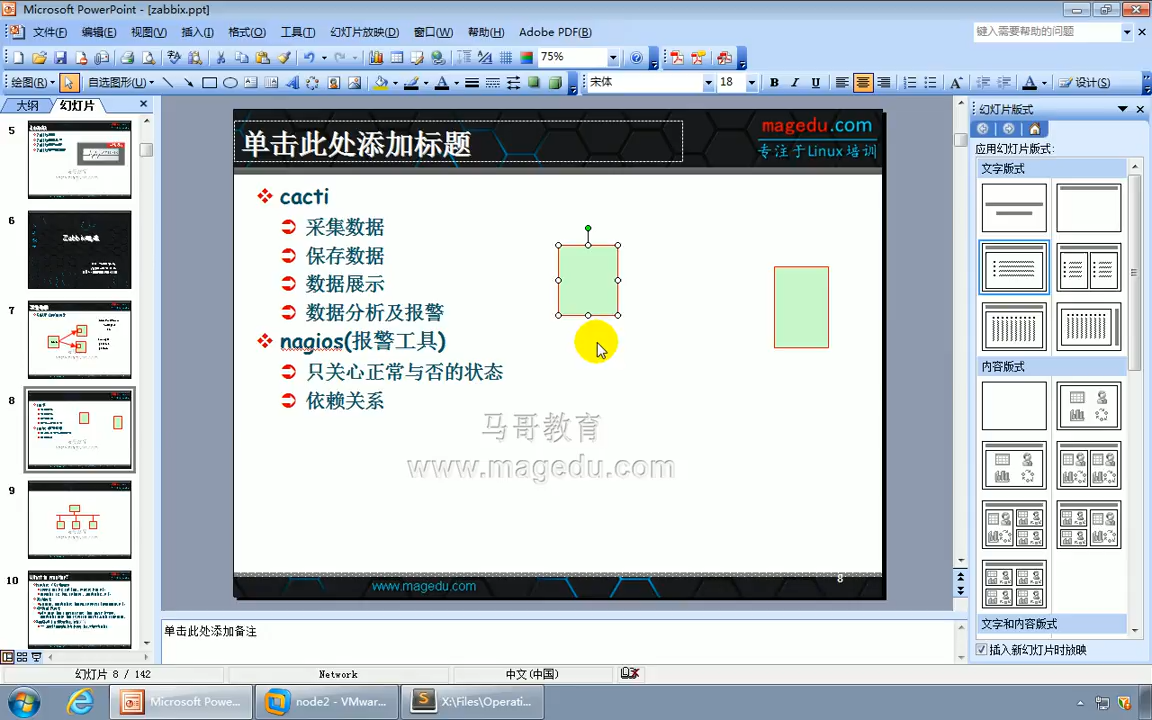 Microsoft PowerPoint - [zabbix.ppt]
文件(F) 编辑(E) 视图(V) 插入(I) 格式(O) 工具(T) 幻灯片放映(D) 窗口(W) 帮助(H) Adobe PDF(B)
键入需要帮助的问题
75%
绘图(R) 自选图形(U) 宋体 18 B I U 设计(S)
大纲 幻灯片
幻灯片版式
应用幻灯片版式:
文字版式
内容版式
文字和内容版式
插入新幻灯片时放映
5
6
7
8
9
10
单击此处添加标题
magedu.com
专注于Linux培训
cacti
采集数据
保存数据
数据展示
数据分析及报警
nagios(报警工具)
只关心正常与否的状态
依赖关系
马哥教育
www.magedu.com
www.magedu.com
8
单击此处添加备注
幻灯片 8 / 142 Network 中文(中国)
Microsoft Powe... node2 - VMwar... X:\Files\Operati...